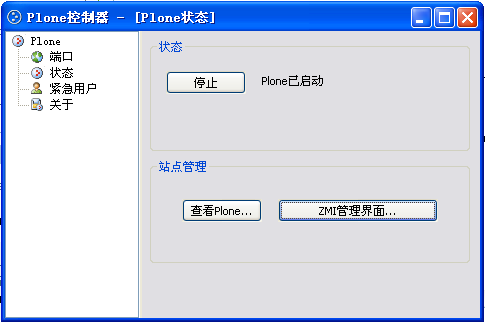 Plone控制器 - [Plone状态]
Plone
端口
状态
紧急用户
关于
状态
停止
Plone已启动
站点管理
查看Plone...
ZMI管理界面...